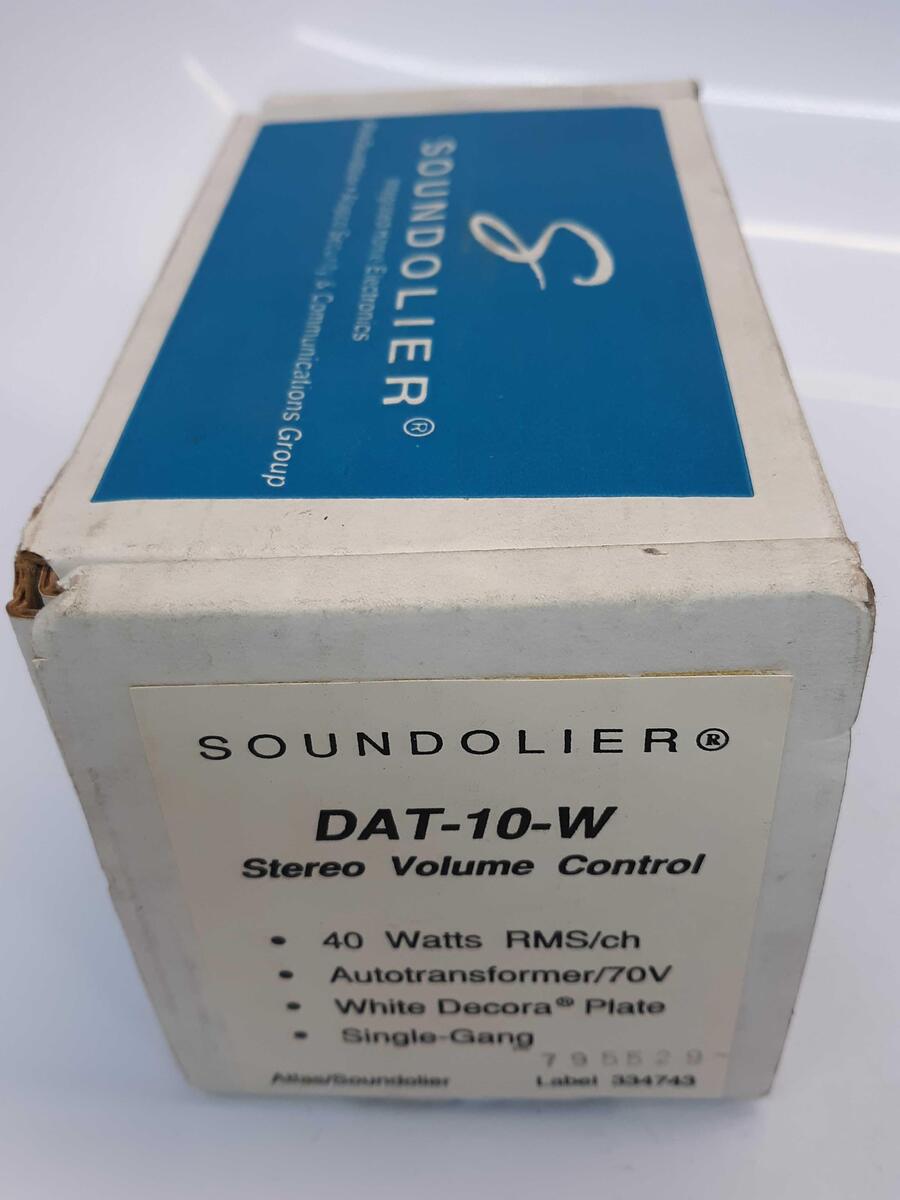 S
SOUNDOLIER®
Home Electronics
Security & Communications Group
SOUNDOLIER®
DAT-10-W
Stereo Volume Control
• 40 Watts RMS/ch
• Autotransformer/70V
• White Decora® Plate
• Single-Gang
795529-
Atlas/Soundolier Label 334743